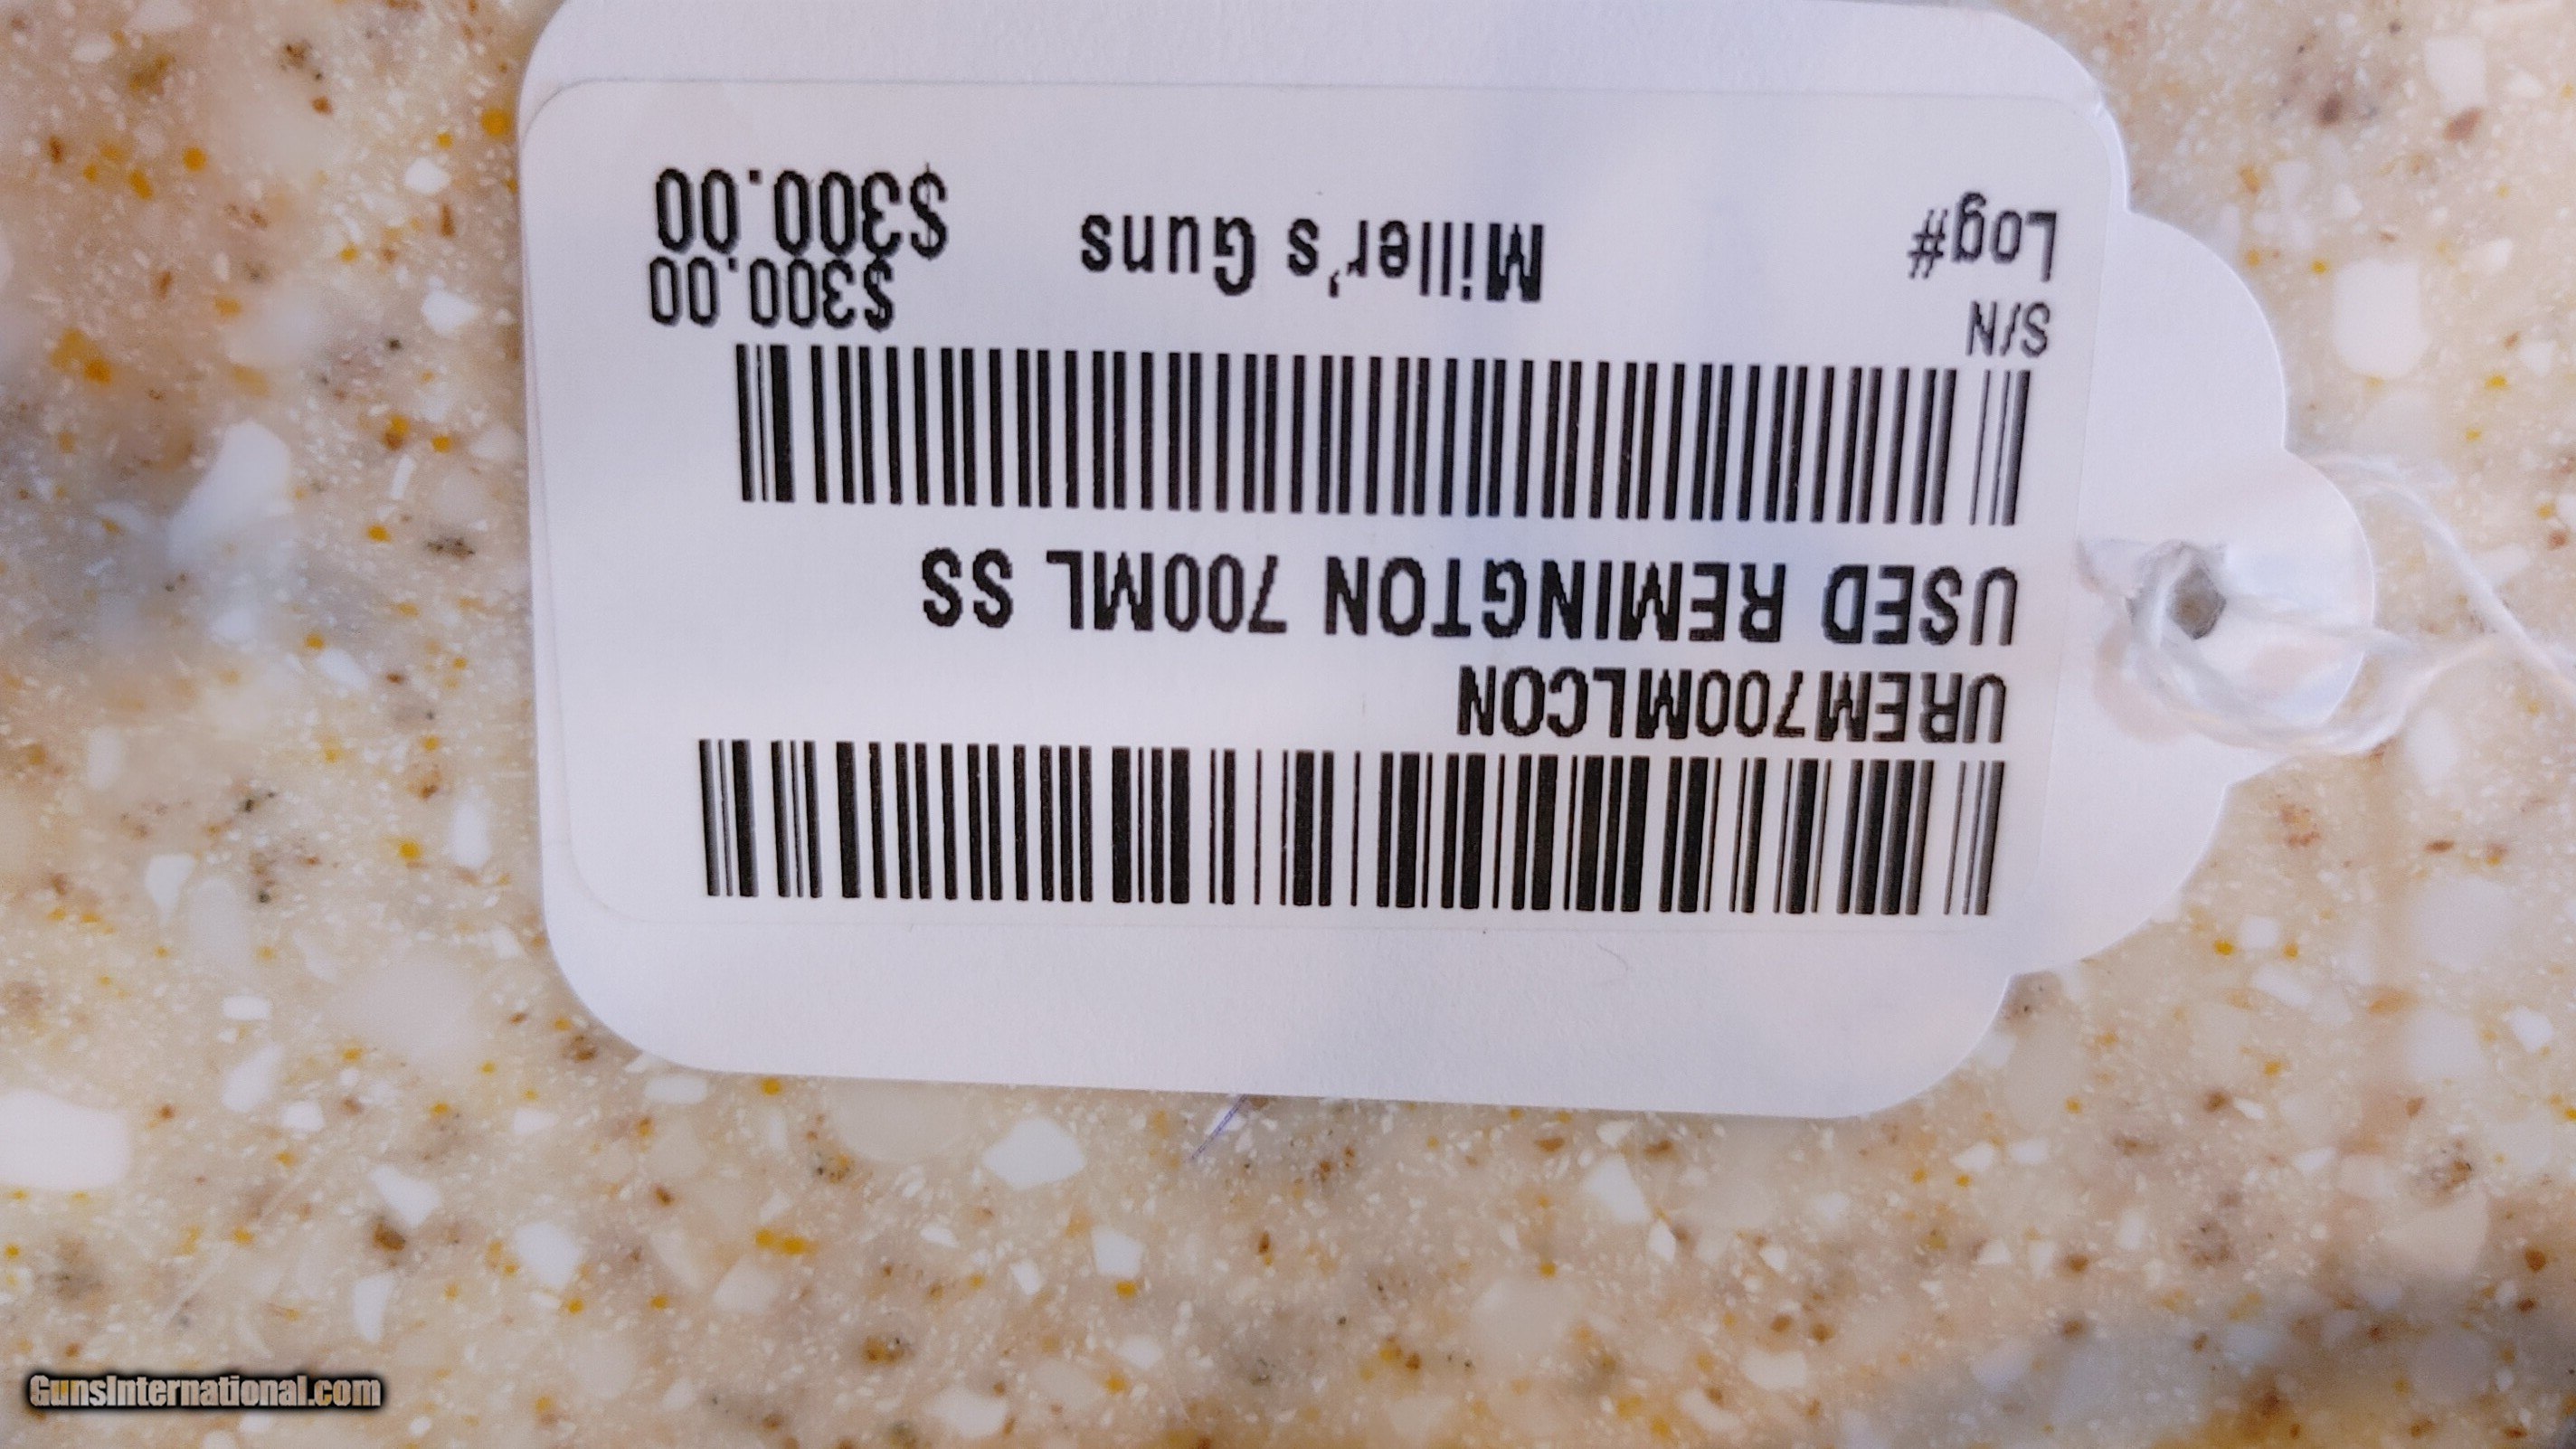 UREM700MLCON
USED REMINGTON 700ML SS
S/N
$300.00
Log#
Miller's Guns
$300.00
GunsInternational.com